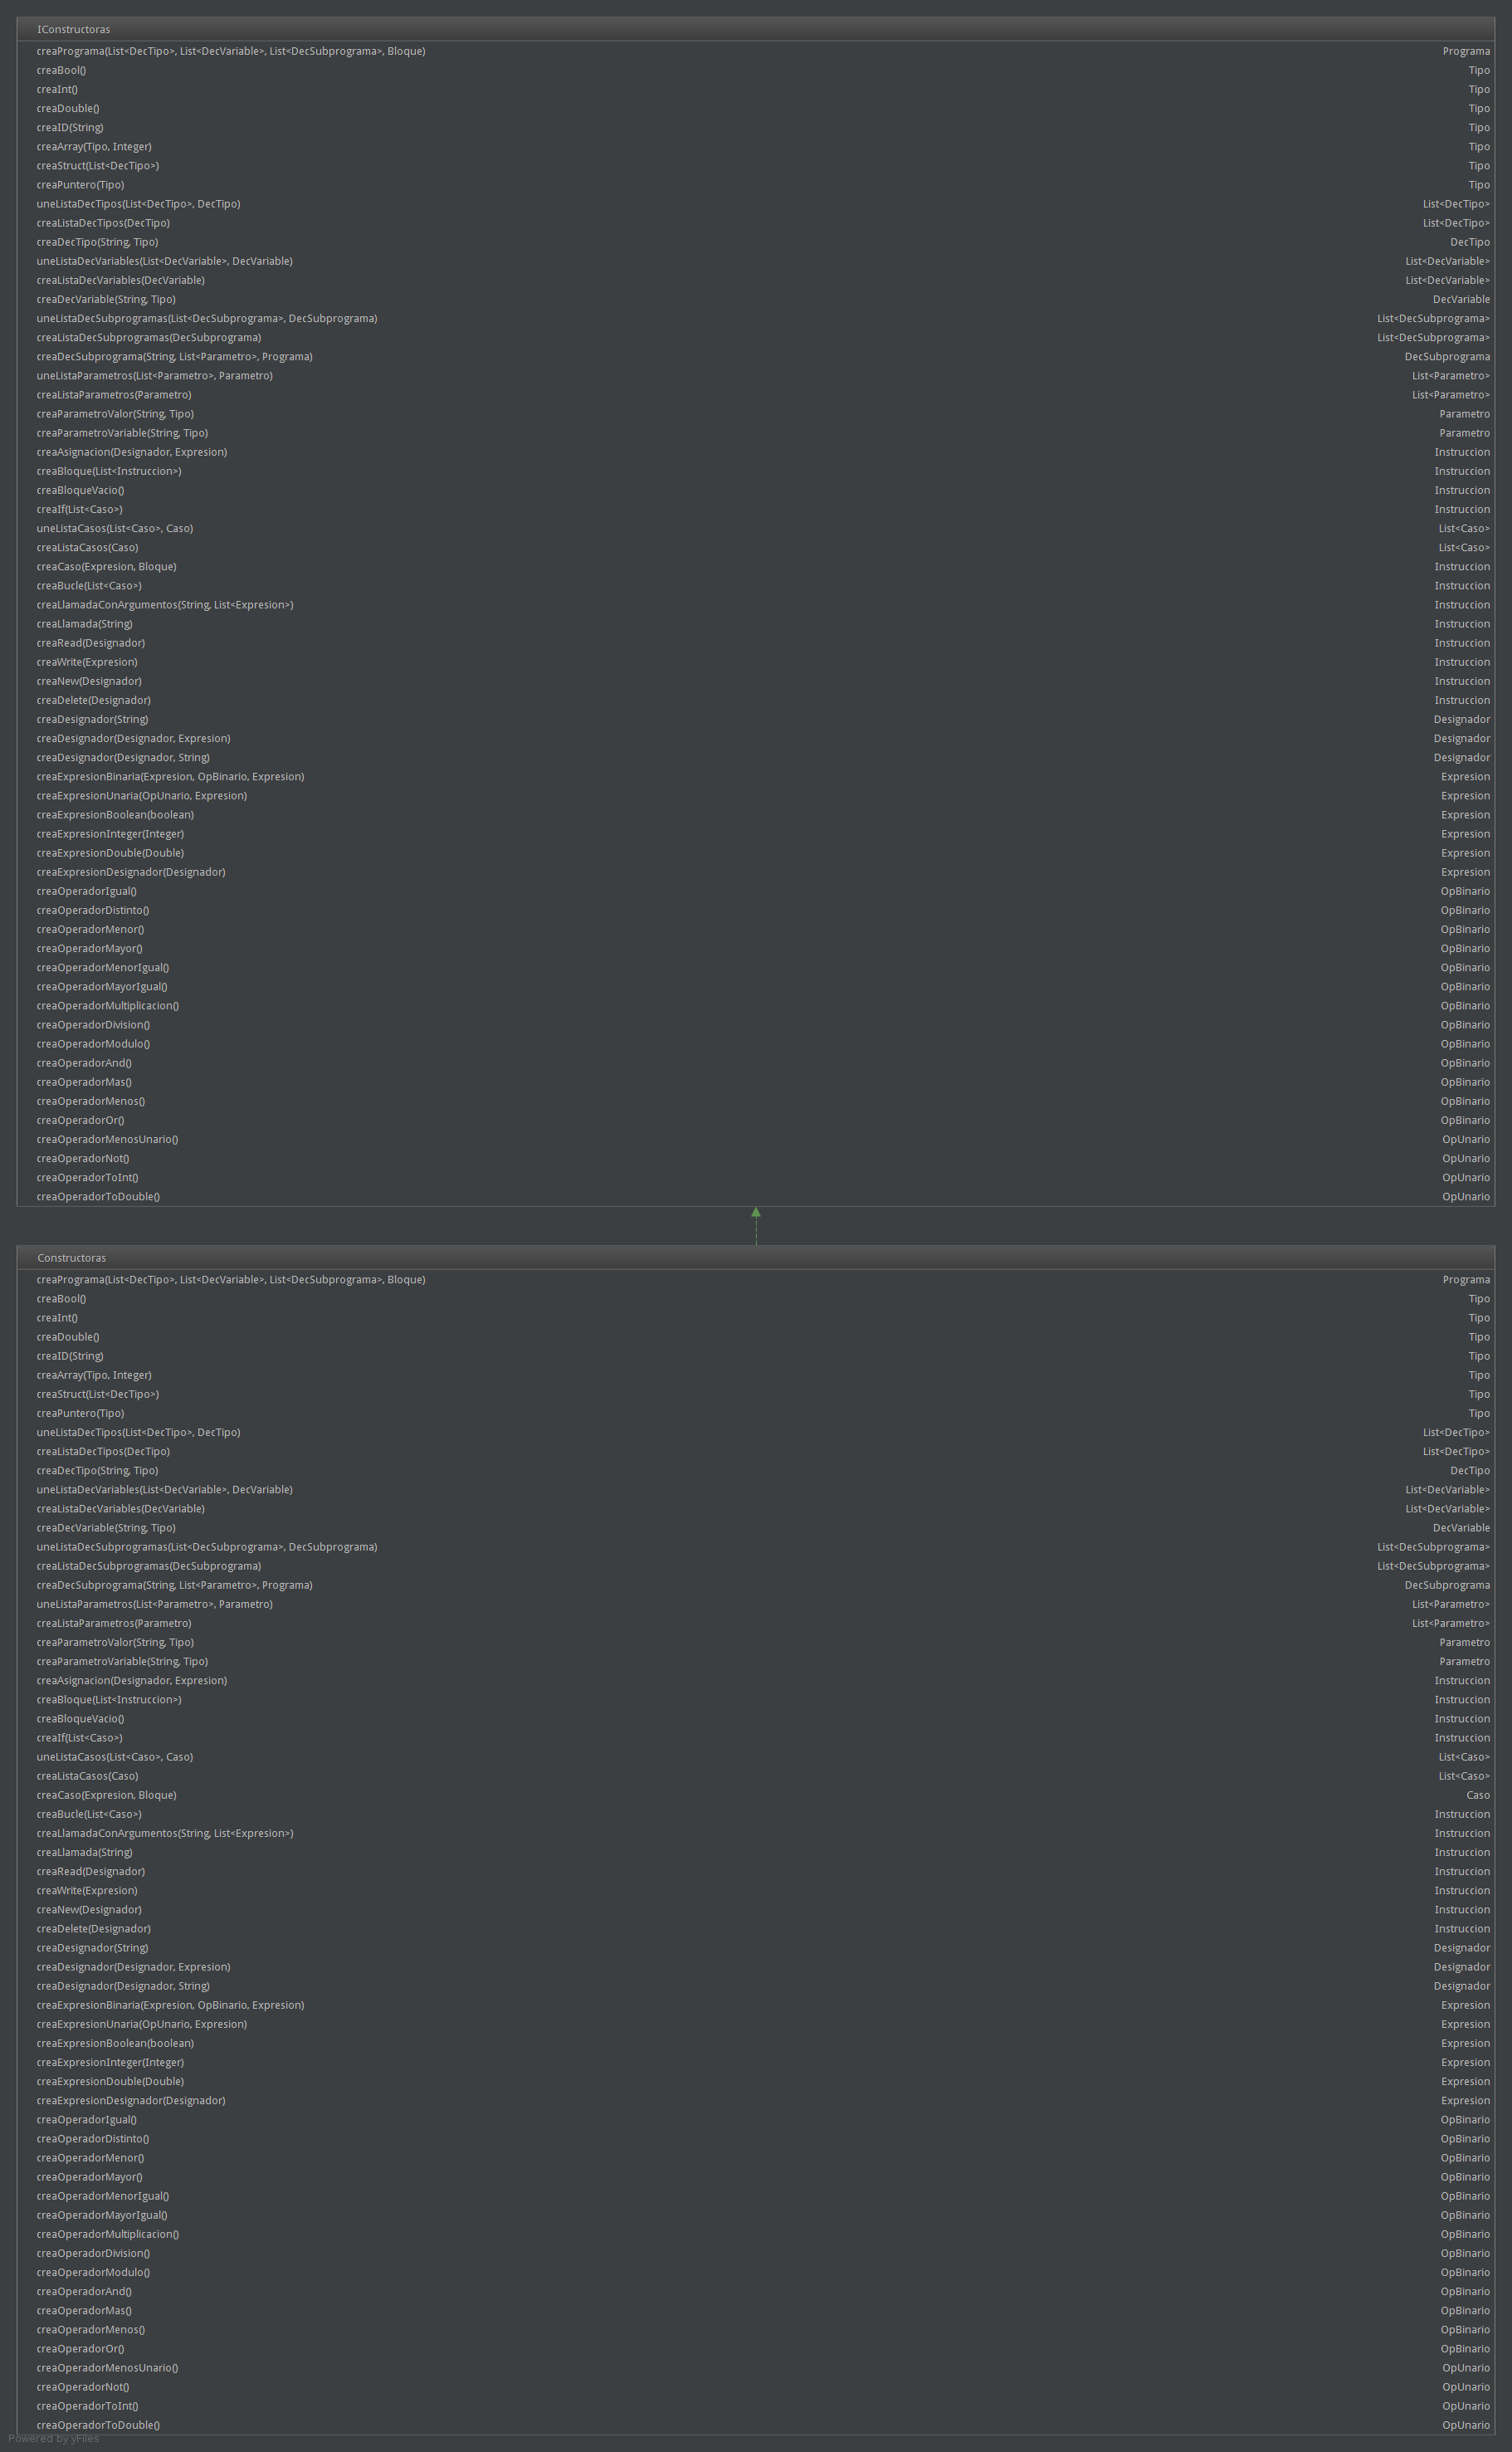 IConstructoras
creaPrograma(List<DecTipo>, List<DecVariable>, List<DecSubprograma>, Bloque) Programa
creaBool() Tipo
creaInt() Tipo
creaDouble() Tipo
creaID(String) Tipo
creaArray(Tipo, Integer) Tipo
creaStruct(List<DecTipo>) Tipo
creaPuntero(Tipo) Tipo
uneListaDecTipos(List<DecTipo>, DecTipo) List<DecTipo>
creaListaDecTipos(DecTipo) List<DecTipo>
creaDecTipo(String, Tipo) DecTipo
uneListaDecVariables(List<DecVariable>, DecVariable) List<DecVariable>
creaListaDecVariables(DecVariable) List<DecVariable>
creaDecVariable(String, Tipo) DecVariable
uneListaDecSubprogramas(List<DecSubprograma>, DecSubprograma) List<DecSubprograma>
creaListaDecSubprogramas(DecSubprograma) List<DecSubprograma>
creaDecSubprograma(String, List<Parametro>, Programa) DecSubprograma
uneListaParametros(List<Parametro>, Parametro) List<Parametro>
creaListaParametros(Parametro) List<Parametro>
creaParametroValor(String, Tipo) Parametro
creaParametroVariable(String, Tipo) Parametro
creaAsignacion(Designador, Expresion) Instruccion
creaBloque(List<Instruccion>) Instruccion
creaBloqueVacio() Instruccion
creaIf(List<Caso>) Instruccion
uneListaCasos(List<Caso>, Caso) List<Caso>
creaListaCasos(Caso) List<Caso>
creaCaso(Expresion, Bloque) Instruccion
creaBucle(List<Caso>) Instruccion
creaLlamadaConArgumentos(String, List<Expresion>) Instruccion
creaLlamada(String) Instruccion
creaRead(Designador) Instruccion
creaWrite(Expresion) Instruccion
creaNew(Designador) Instruccion
creaDelete(Designador) Instruccion
creaDesignador(String) Designador
creaDesignador(Designador, Expresion) Designador
creaDesignador(Designador, String) Designador
creaExpresionBinaria(Expresion, OpBinario, Expresion) Expresion
creaExpresionUnaria(OpUnario, Expresion) Expresion
creaExpresionBoolean(boolean) Expresion
creaExpresionInteger(Integer) Expresion
creaExpresionDouble(Double) Expresion
creaExpresionDesignador(Designador) Expresion
creaOperadorIgual() OpBinario
creaOperadorDistinto() OpBinario
creaOperadorMenor() OpBinario
creaOperadorMayor() OpBinario
creaOperadorMenorIgual() OpBinario
creaOperadorMayorIgual() OpBinario
creaOperadorMultiplicacion() OpBinario
creaOperadorDivision() OpBinario
creaOperadorModulo() OpBinario
creaOperadorAnd() OpBinario
creaOperadorMas() OpBinario
creaOperadorMenos() OpBinario
creaOperadorOr() OpBinario
creaOperadorMenosUnario() OpUnario
creaOperadorNot() OpUnario
creaOperadorToInt() OpUnario
creaOperadorToDouble() OpUnario
Constructoras
creaPrograma(List<DecTipo>, List<DecVariable>, List<DecSubprograma>, Bloque) Programa
creaBool() Tipo
creaInt() Tipo
creaDouble() Tipo
creaID(String) Tipo
creaArray(Tipo, Integer) Tipo
creaStruct(List<DecTipo>) Tipo
creaPuntero(Tipo) Tipo
uneListaDecTipos(List<DecTipo>, DecTipo) List<DecTipo>
creaListaDecTipos(DecTipo) List<DecTipo>
creaDecTipo(String, Tipo) DecTipo
uneListaDecVariables(List<DecVariable>, DecVariable) List<DecVariable>
creaListaDecVariables(DecVariable) List<DecVariable>
creaDecVariable(String, Tipo) DecVariable
uneListaDecSubprogramas(List<DecSubprograma>, DecSubprograma) List<DecSubprograma>
creaListaDecSubprogramas(DecSubprograma) List<DecSubprograma>
creaDecSubprograma(String, List<Parametro>, Programa) DecSubprograma
uneListaParametros(List<Parametro>, Parametro) List<Parametro>
creaListaParametros(Parametro) List<Parametro>
creaParametroValor(String, Tipo) Parametro
creaParametroVariable(String, Tipo) Parametro
creaAsignacion(Designador, Expresion) Instruccion
creaBloque(List<Instruccion>) Instruccion
creaBloqueVacio() Instruccion
creaIf(List<Caso>) Instruccion
uneListaCasos(List<Caso>, Caso) List<Caso>
creaListaCasos(Caso) List<Caso>
creaCaso(Expresion, Bloque) Caso
creaBucle(List<Caso>) Instruccion
creaLlamadaConArgumentos(String, List<Expresion>) Instruccion
creaLlamada(String) Instruccion
creaRead(Designador) Instruccion
creaWrite(Expresion) Instruccion
creaNew(Designador) Instruccion
creaDelete(Designador) Instruccion
creaDesignador(String) Designador
creaDesignador(Designador, Expresion) Designador
creaDesignador(Designador, String) Designador
creaExpresionBinaria(Expresion, OpBinario, Expresion) Expresion
creaExpresionUnaria(OpUnario, Expresion) Expresion
creaExpresionBoolean(boolean) Expresion
creaExpresionInteger(Integer) Expresion
creaExpresionDouble(Double) Expresion
creaExpresionDesignador(Designador) Expresion
creaOperadorIgual() OpBinario
creaOperadorDistinto() OpBinario
creaOperadorMenor() OpBinario
creaOperadorMayor() OpBinario
creaOperadorMenorIgual() OpBinario
creaOperadorMayorIgual() OpBinario
creaOperadorMultiplicacion() OpBinario
creaOperadorDivision() OpBinario
creaOperadorModulo() OpBinario
creaOperadorAnd() OpBinario
creaOperadorMas() OpBinario
creaOperadorMenos() OpBinario
creaOperadorOr() OpBinario
creaOperadorMenosUnario() OpUnario
creaOperadorNot() OpUnario
creaOperadorToInt() OpUnario
creaOperadorToDouble() OpUnario
Powered by yFiles